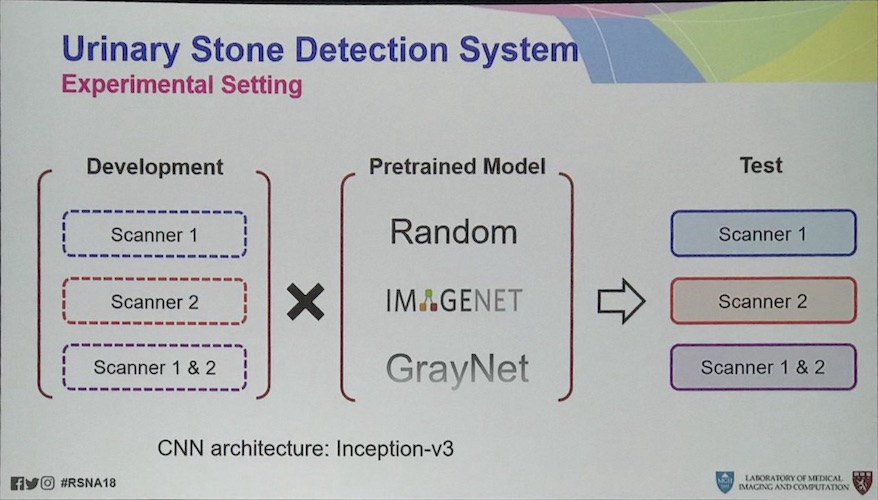 Urinary Stone Detection System
Experimental Setting
Development
Pretrained Model
Test
Scanner 1
Random
Scanner 1
Scanner 2
IMAGENET
Scanner 2
Scanner 1 & 2
GrayNet
Scanner 1 & 2
CNN architecture: Inception-v3
#RSNA18
MGH
LABORATORY OF MEDICAL
IMAGING AND COMPUTATION